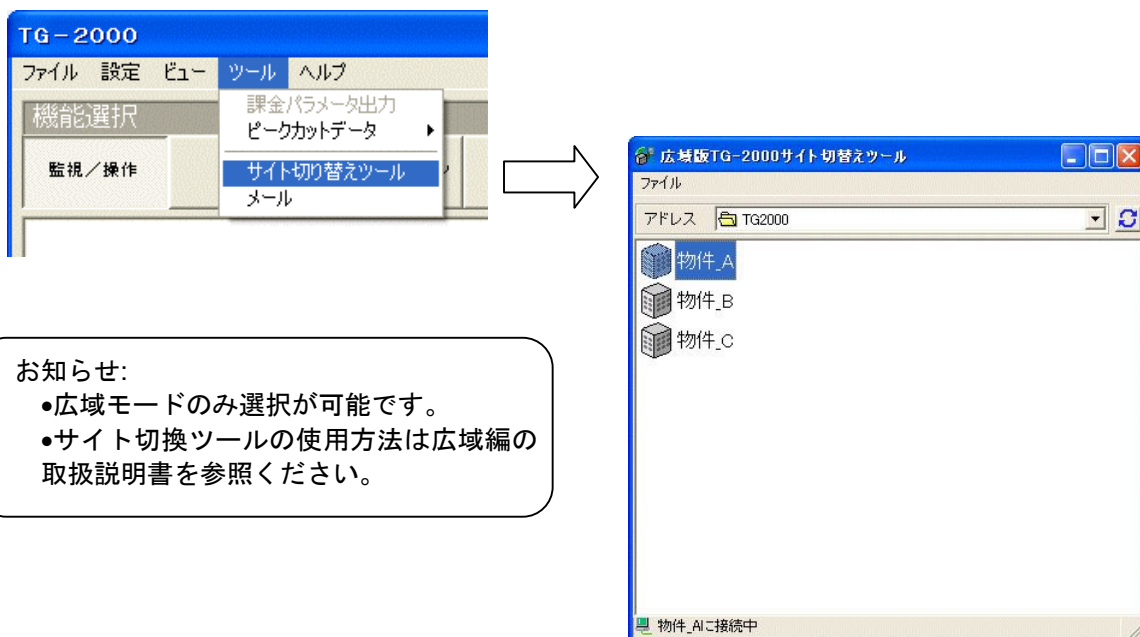 TG-2000
ファイル 設定 ビュー ツール ヘルプ
機能選択
監視/操作
課金パラメータ出力
ピークカットデータ
サイト切り替えツール
メール
広域版TG-2000サイト切替えツール
ファイル
アドレス TG2000
物件_A
物件_B
物件_C
物件_Aに接続中
お知らせ:
•広域モードのみ選択が可能です。
•サイト切換ツールの使用方法は広域編の
取扱説明書を参照ください。